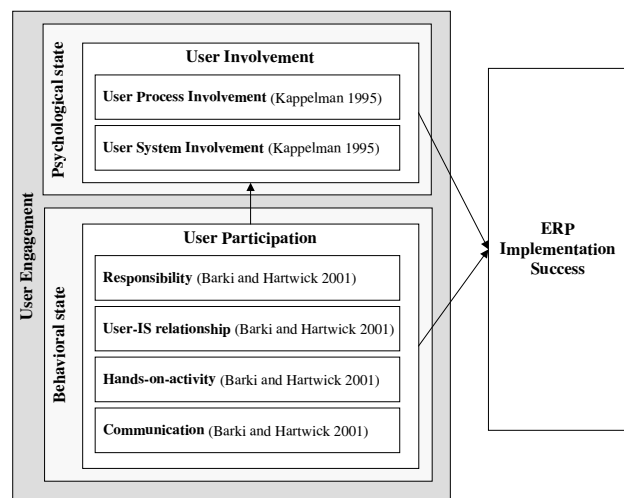 User Engagement
Psychological state
User Involvement
User Process Involvement (Kappelman 1995)
User System Involvement (Kappelman 1995)
Behavioral state
User Participation
Responsibility (Barki and Hartwick 2001)
User-IS relationship (Barki and Hartwick 2001)
Hands-on-activity (Barki and Hartwick 2001)
Communication (Barki and Hartwick 2001)
ERP
Implementation
Success